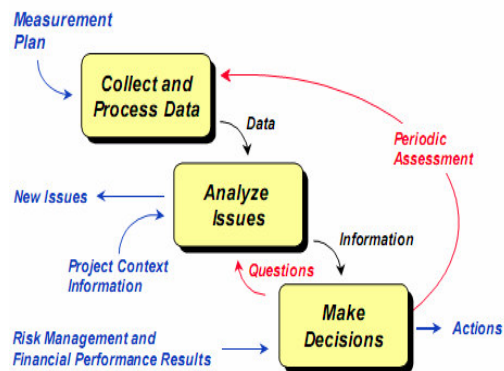 Measurement
Plan
Collect and
Process Data
Data
Periodic
Assessment
New Issues
Analyze
Issues
Project Context
Information
Information
Questions
Make
Decisions
Actions
Risk Management and
Financial Performance Results